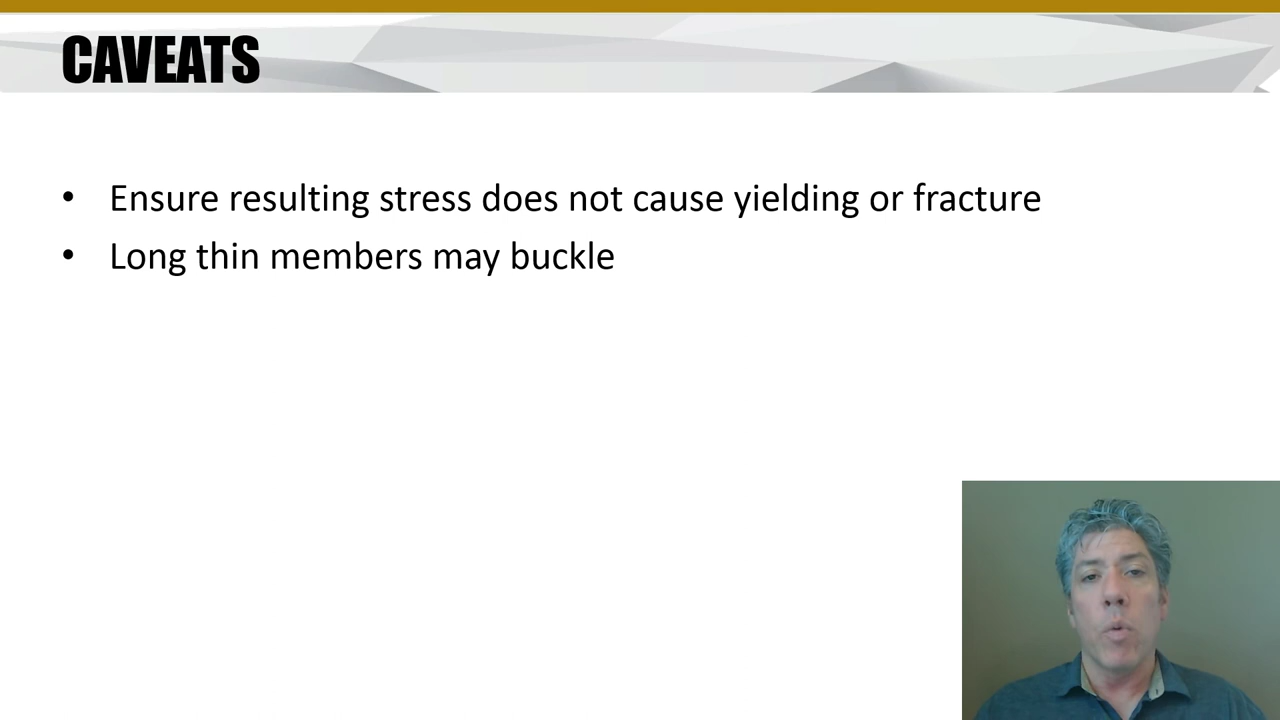 CAVEATS
• Ensure resulting stress does not cause yielding or fracture
• Long thin members may buckle